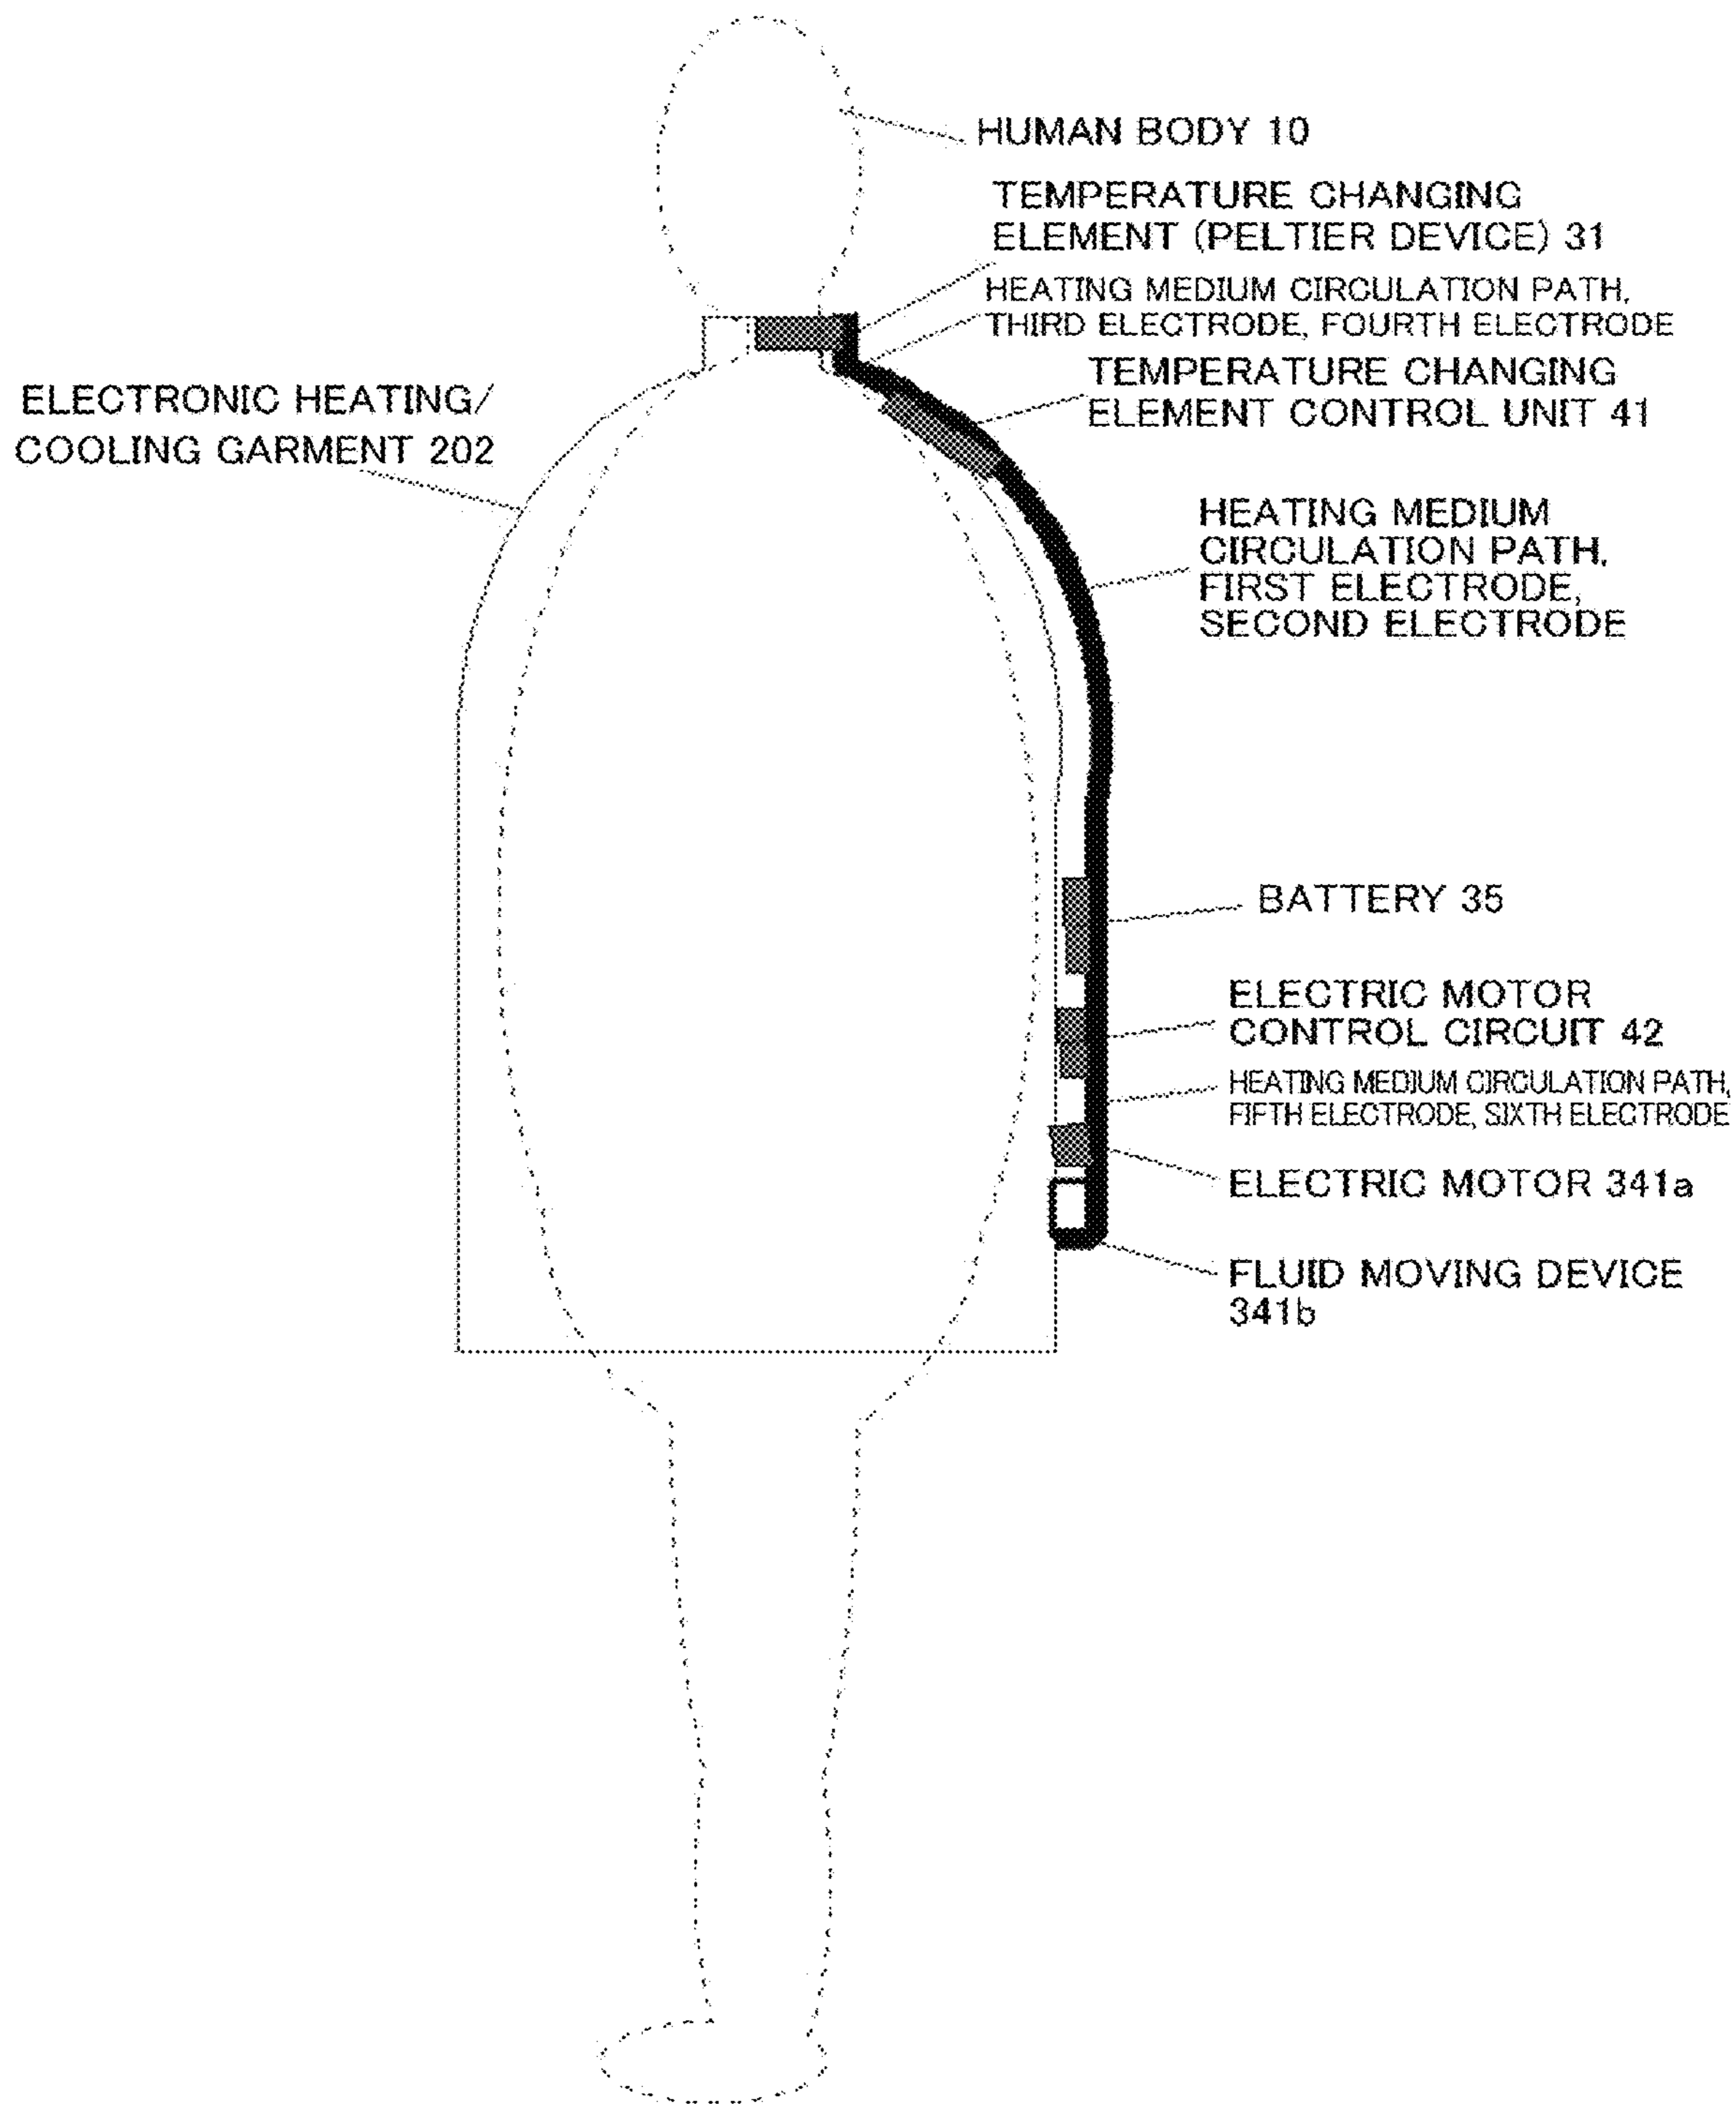 HUMAN BODY 10
TEMPERATURE CHANGING
ELEMENT (PELTIER DEVICE) 31
HEATING MEDIUM CIRCULATION PATH,
THIRD ELECTRODE, FOURTH ELECTRODE
TEMPERATURE CHANGING
ELEMENT CONTROL UNIT 41
ELECTRONIC HEATING/
COOLING GARMENT 202
HEATING MEDIUM
CIRCULATION PATH,
FIRST ELECTRODE,
SECOND ELECTRODE
BATTERY 35
ELECTRIC MOTOR
CONTROL CIRCUIT 42
HEATING MEDIUM CIRCULATION PATH,
FIFTH ELECTRODE, SIXTH ELECTRODE
ELECTRIC MOTOR 341a
FLUID MOVING DEVICE
341b